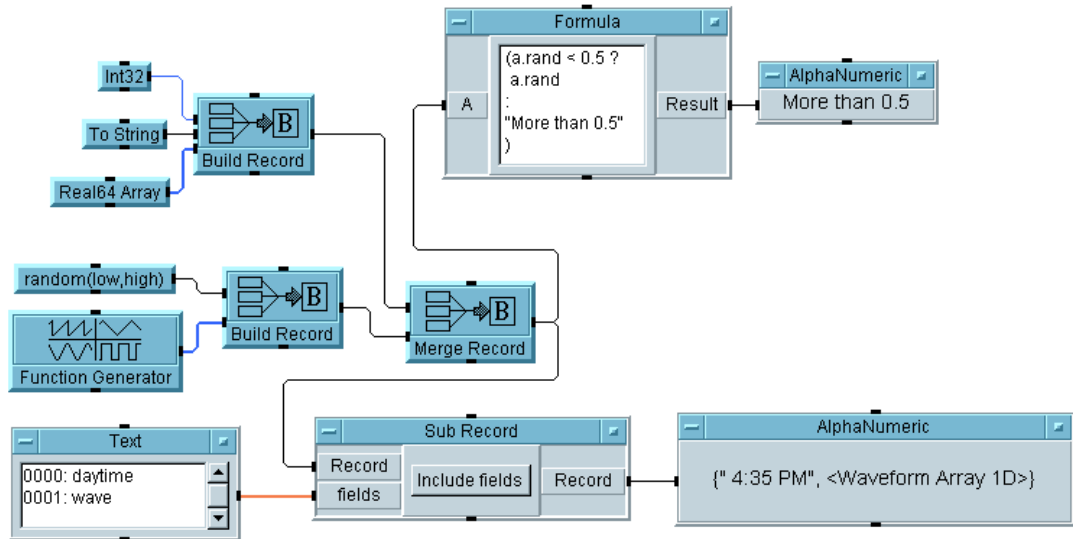 Formula
(a.rand < 0.5 ?
a.rand
:
"More than 0.5"
)
A
Result
AlphaNumeric
More than 0.5
Int32
To String
Real64 Array
B
Build Record
random(low,high)
Function Generator
B
Build Record
B
Merge Record
Text
0000: daytime
0001: wave
Sub Record
Record
fields
Include fields
Record
AlphaNumeric
{" 4:35 PM", <Waveform Array 1D>}